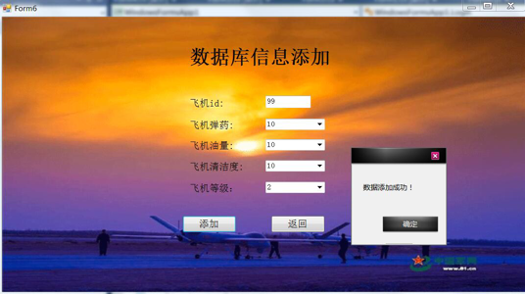 Form6
数据库信息添加
飞机id: 99
飞机弹药: 10
飞机油量: 10
飞机清洁度: 10
飞机等级: 2
添加 返回
数据添加成功！
确定
中国军网
www.81.cn